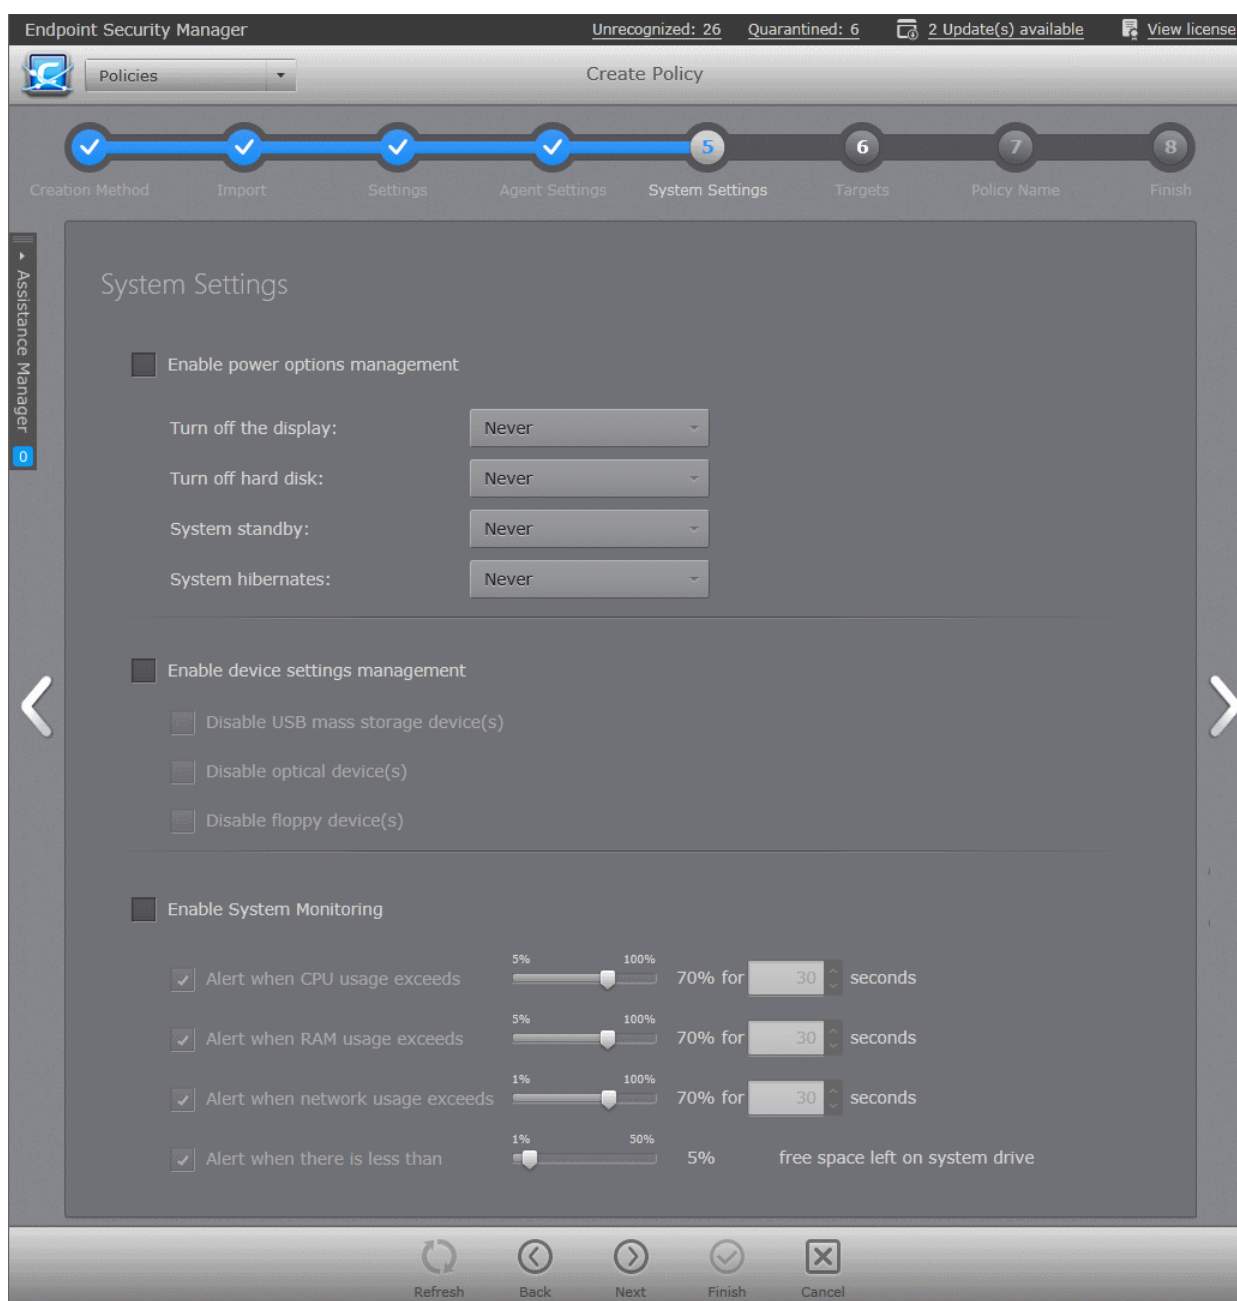 Endpoint Security Manager Unrecognized: 26 Quarantined: 6 2 Update(s) available View license
Policies Create Policy
5 6 7 8
Creation Method Import Settings Agent Settings System Settings Targets Policy Name Finish
Assistance Manager 0
System Settings
Enable power options management
Turn off the display: Never
Turn off hard disk: Never
System standby: Never
System hibernates: Never
Enable device settings management
Disable USB mass storage device(s)
Disable optical device(s)
Disable floppy device(s)
Enable System Monitoring
5% 100%
Alert when CPU usage exceeds 70% for 30 seconds
5% 100%
Alert when RAM usage exceeds 70% for 30 seconds
1% 100%
Alert when network usage exceeds 70% for 30 seconds
1% 50%
Alert when there is less than 5% free space left on system drive
Refresh Back Next Finish Cancel